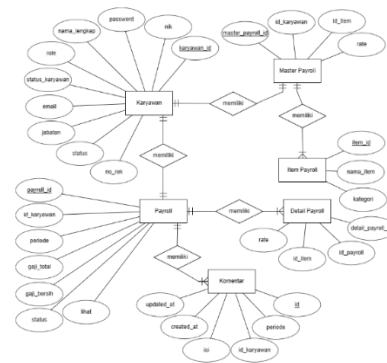 password
nik
nama_lengkap
karyawan_id
role
status_karyawan
email
jabatan
status
no_rek
Karyawan
memiliki
master_payroll_id
id_karyawan
id_item
rate
Master Payroll
memiliki
memiliki
item_id
nama_item
kategori
Item Payroll
payroll_id
id_karyawan
periode
gaji_total
gaji_bersih
status
lihat
Payroll
memiliki
Detail Payroll
detail_payroll_
id_payroll
id_item
rate
memiliki
Komentar
updated_at
created_at
isi
id_karyawan
periode
id